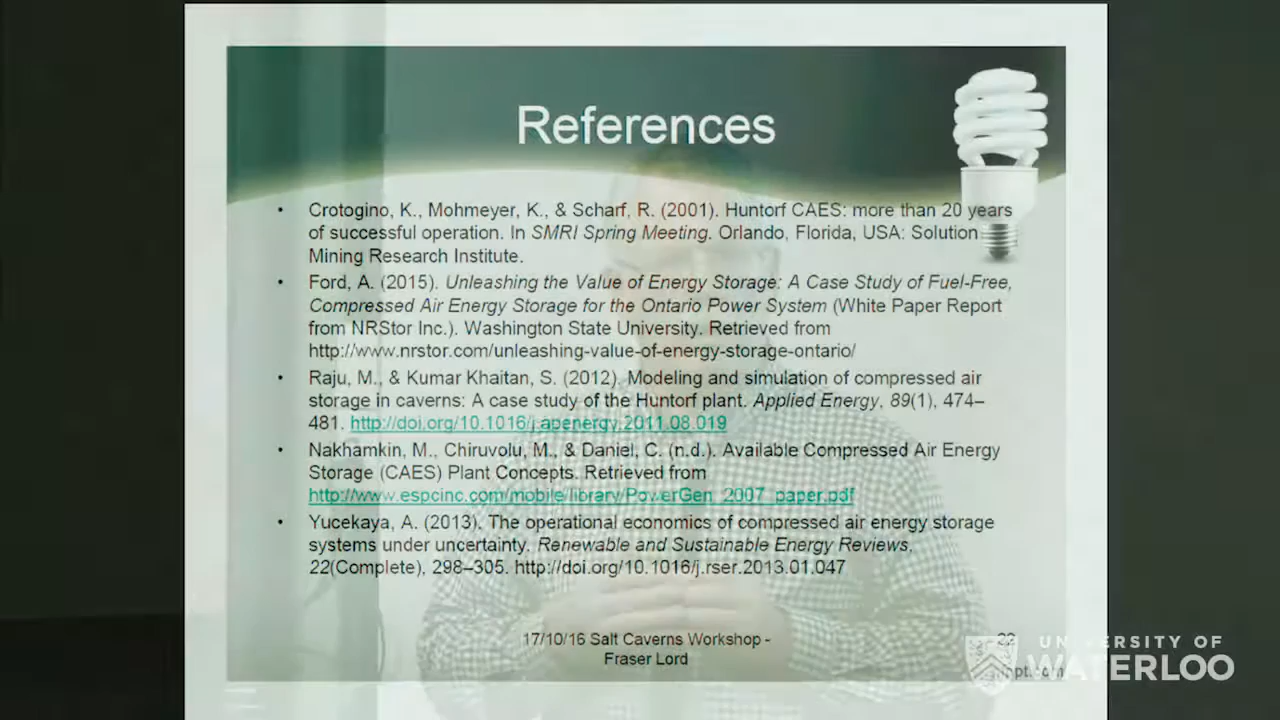 References
• Crotogino, K., Mohmeyer, K., & Scharf, R. (2001). Huntorf CAES: more than 20 years
of successful operation. In SMRI Spring Meeting. Orlando, Florida, USA: Solution
Mining Research Institute.
• Ford, A. (2015). Unleashing the Value of Energy Storage: A Case Study of Fuel-Free,
Compressed Air Energy Storage for the Ontario Power System (White Paper Report
from NRStor Inc.). Washington State University. Retrieved from
http://www.nrstor.com/unleashing-value-of-energy-storage-ontario/
• Raju, M., & Kumar Khaitan, S. (2012). Modeling and simulation of compressed air
storage in caverns: A case study of the Huntorf plant. Applied Energy, 89(1), 474–
481. http://doi.org/10.1016/j.apenergy.2011.08.019
• Nakhamkin, M., Chiruvolu, M., & Daniel, C. (n.d.). Available Compressed Air Energy
Storage (CAES) Plant Concepts. Retrieved from
http://www.espcinc.com/mobile/library/PowerGen_2007_paper.pdf
• Yucekaya, A. (2013). The operational economics of compressed air energy storage
systems under uncertainty. Renewable and Sustainable Energy Reviews,
22(Complete), 298–305. http://doi.org/10.1016/j.rser.2013.01.047
17/10/16 Salt Caverns Workshop -
Fraser Lord
UNIVERSITY OF
WATERLOO